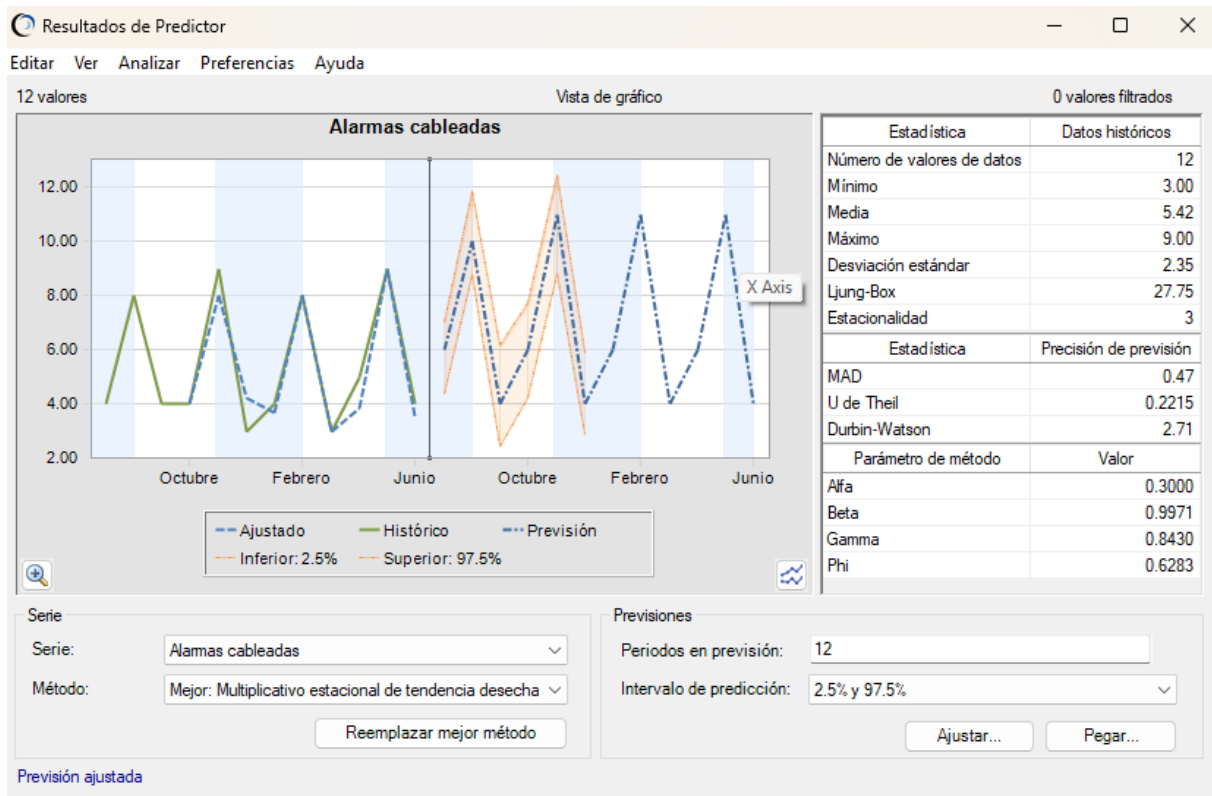 Resultados de Predictor
Editar Ver Analizar Preferencias Ayuda
12 valores Vista de gráfico 0 valores filtrados
Alarmas cableadas
12.00
10.00
8.00
6.00
4.00
2.00
X Axis
Octubre Febrero Junio Octubre Febrero Junio
Ajustado Histórico Previsión
Inferior: 2.5% Superior: 97.5%
Estadística Datos históricos
Número de valores de datos 12
Mínimo 3.00
Media 5.42
Máximo 9.00
Desviación estándar 2.35
Ljung-Box 27.75
Estacionalidad 3
Estadística Precisión de previsión
MAD 0.47
U de Theil 0.2215
Durbin-Watson 2.71
Parámetro de método Valor
Alfa 0.3000
Beta 0.9971
Gamma 0.8430
Phi 0.6283
Serie
Serie: Alarmas cableadas
Método: Mejor: Multiplicativo estacional de tendencia desecha
Reemplazar mejor método
Previsiones
Periodos en previsión: 12
Intervalo de predicción: 2.5% y 97.5%
Ajustar... Pegar...
Previsión ajustada